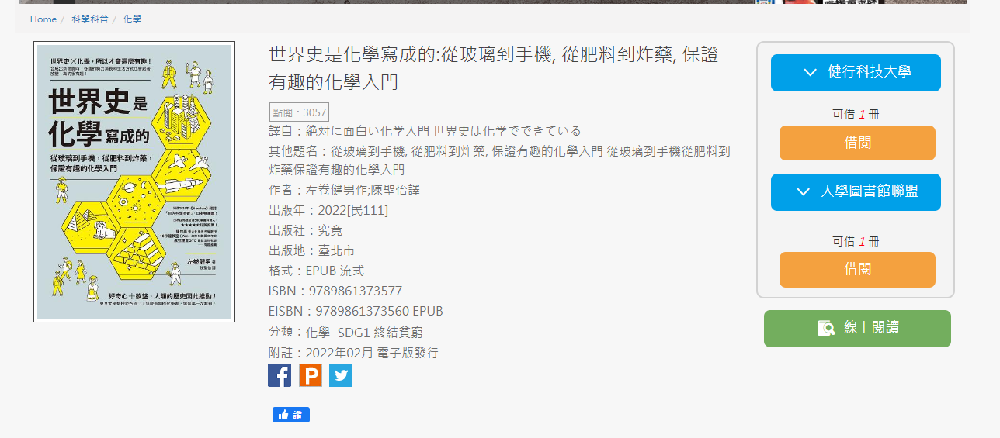 Home / 科學科普 / 化學
世界史╳化學，所以才會這麼有趣！
世界史是
化學寫成的
從玻璃到手機，從肥料到炸藥，
保證有趣的化學入門
左卷健男 著
陳聖怡 譯
好奇心＋欲望，人類的歷史因此推動！
世界史是化學寫成的:從玻璃到手機, 從肥料到炸藥, 保證
有趣的化學入門
點閱：3057
譯自：絶対に面白い化学入門 世界史は化学でできている
其他題名：從玻璃到手機, 從肥料到炸藥, 保證有趣的化學入門 從玻璃到手機從肥料到
炸藥保證有趣的化學入門
作者：左卷健男作;陳聖怡譯
出版年：2022[民111]
出版社：究竟
出版地：臺北市
格式：EPUB 流式
ISBN：9789861373577
EISBN：9789861373560 EPUB
分類：化學 SDG1 終結貧窮
附註：2022年02月 電子版發行
讚
健行科技大學
可借 1 冊
借閱
大學圖書館聯盟
可借 1 冊
借閱
線上閱讀